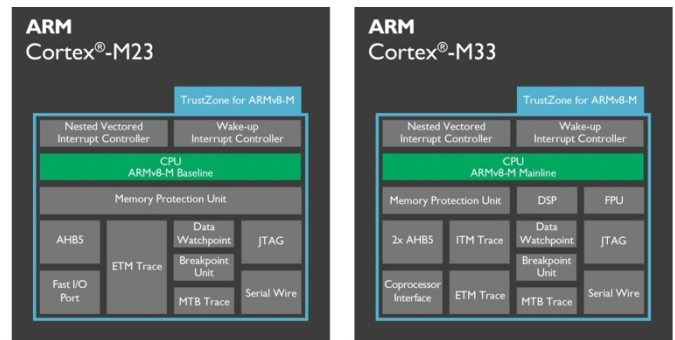 ARM
Cortex®-M23
TrustZone for ARMv8-M
Nested Vectored
Interrupt Controller
Wake-up
Interrupt Controller
CPU
ARMv8-M Baseline
Memory Protection Unit
AHB5
ETM Trace
Data
Watchpoint
JTAG
Breakpoint
Unit
Fast I/O
Port
MTB Trace
Serial Wire
ARM
Cortex®-M33
TrustZone for ARMv8-M
Nested Vectored
Interrupt Controller
Wake-up
Interrupt Controller
CPU
ARMv8-M Mainline
Memory Protection Unit
DSP
FPU
2x AHB5
ITM Trace
Data
Watchpoint
JTAG
Breakpoint
Unit
Coprocessor
Interface
ETM Trace
MTB Trace
Serial Wire